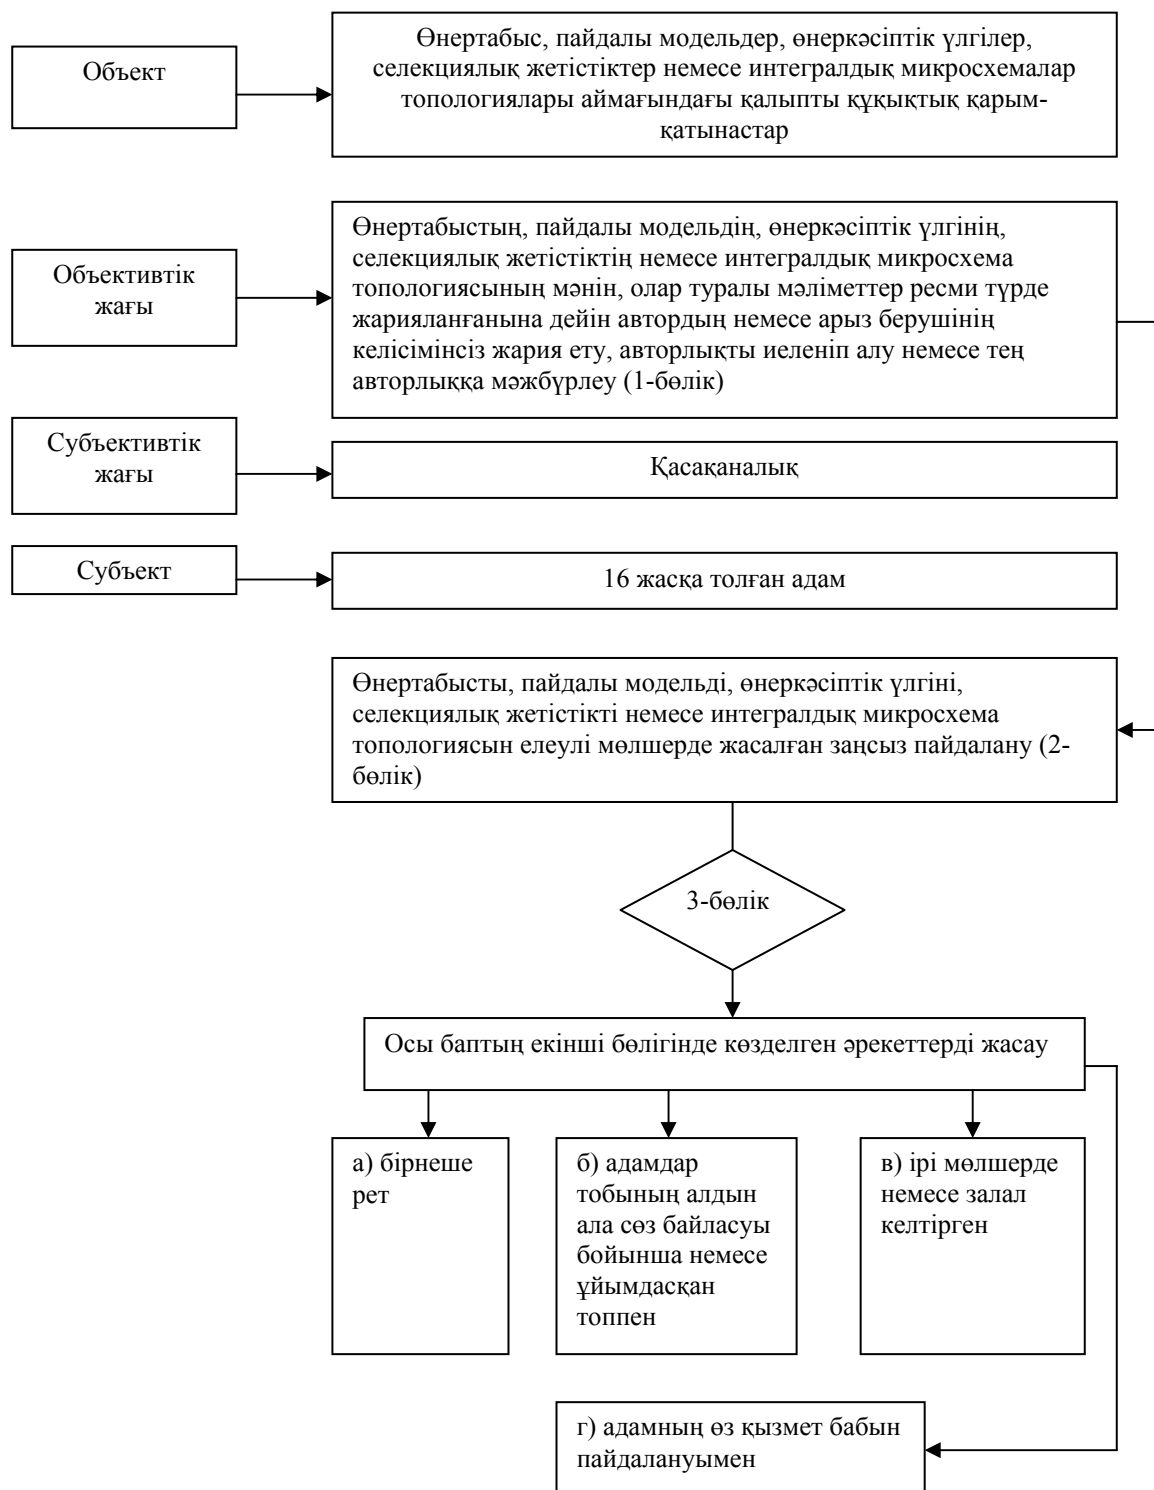 Объект
Өнертабыс, пайдалы модельдер, өнеркәсіптік үлгілер,
селекциялық жетістіктер немесе интегралдық микросхемалар
топологиялары аймағындағы қалыпты құқықтық қарым-
қатынастар
Объективтік
жағы
Өнертабыстың, пайдалы модельдің, өнеркәсіптік үлгінің,
селекциялық жетістіктің немесе интегралдық микросхема
топологиясының мәнін, олар туралы мәліметтер ресми түрде
жарияланғанына дейін автордың немесе арыз берушінің
келісімінсіз жария ету, авторлықты иеленіп алу немесе тең
авторлыққа мәжбүрлеу (1-бөлік)
Субъективтік
жағы
Қасақаналық
Субъект
16 жасқа толған адам
Өнертабысты, пайдалы модельді, өнеркәсіптік үлгіні,
селекциялық жетістікті немесе интегралдық микросхема
топологиясын елеулі мөлшерде жасалған заңсыз пайдалану (2-
бөлік)
3-бөлік
Осы баптың екінші бөлігінде көзделген әрекеттерді жасау
а) бірнеше
рет
б) адамдар
тобының алдын
ала сөз байласуы
бойынша немесе
ұйымдасқан
топпен
в) ірі мөлшерде
немесе залал
келтірген
г) адамның өз қызмет бабын
пайдалануымен